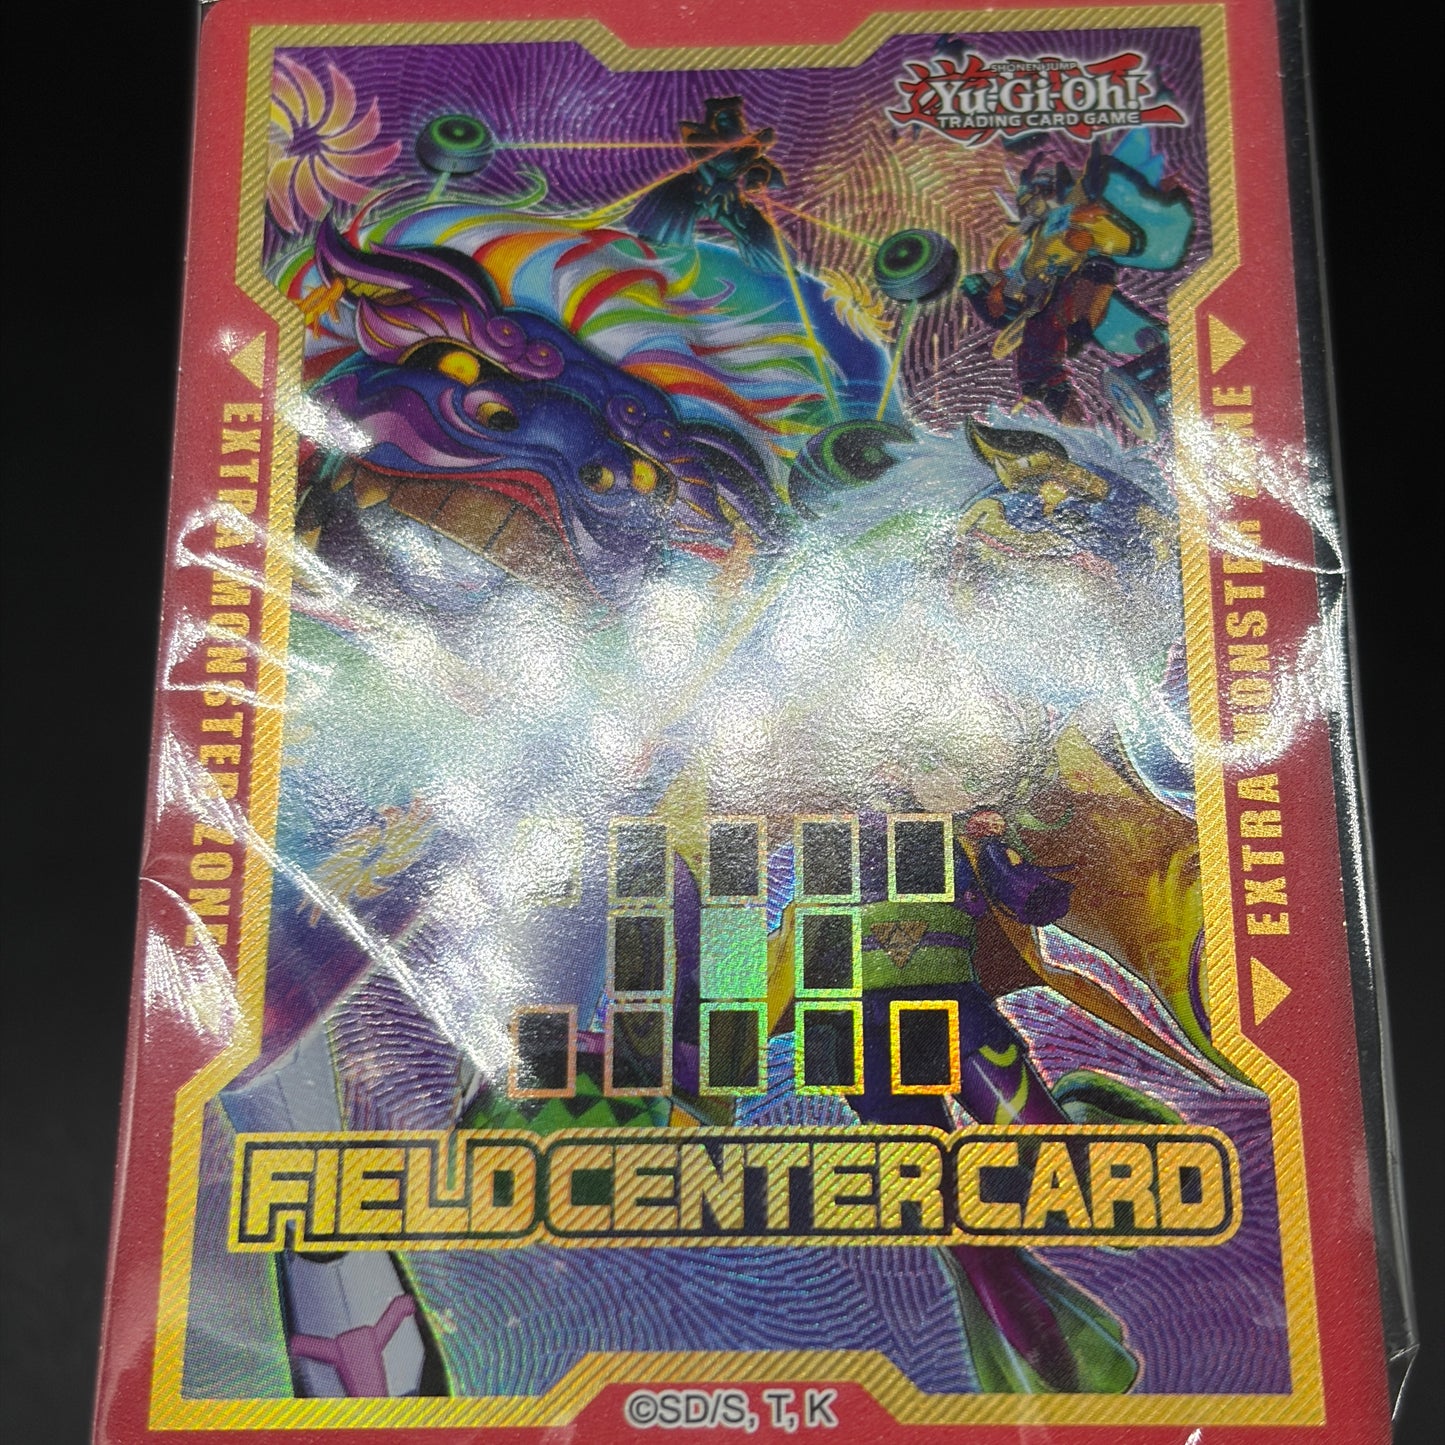 SHONEN JUMP
Yu-Gi-Oh!
TRADING CARD GAME
EXTRA MONSTER ZONE
EXTRA MONSTER ZONE
FIELD CENTER CARD
©SD/S, T, K